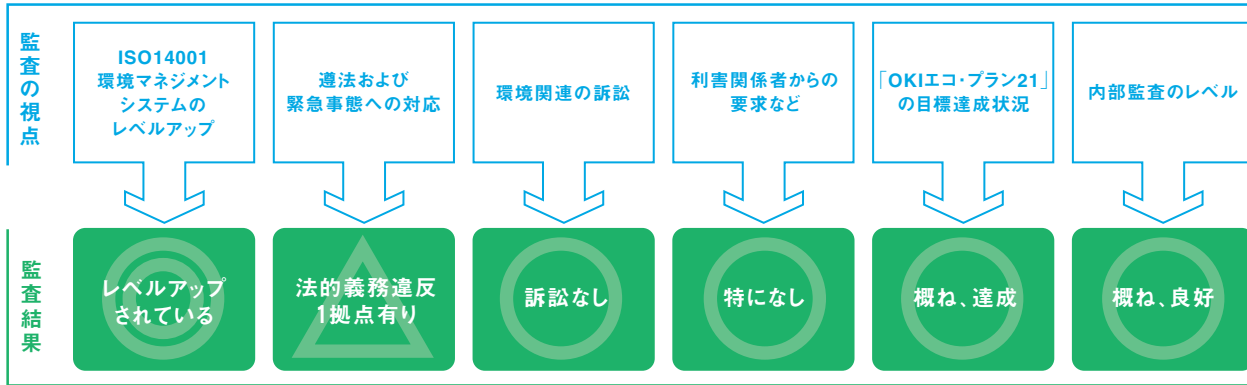 監査の視点
ISO14001
環境マネジメント
システムの
レベルアップ
遵法および
緊急事態への対応
環境関連の訴訟
利害関係者からの
要求など
「OKIエコ・プラン21」
の目標達成状況
内部監査のレベル
監査結果
レベルアップ
されている
法的義務違反
1拠点有り
訴訟なし
特になし
概ね、達成
概ね、良好